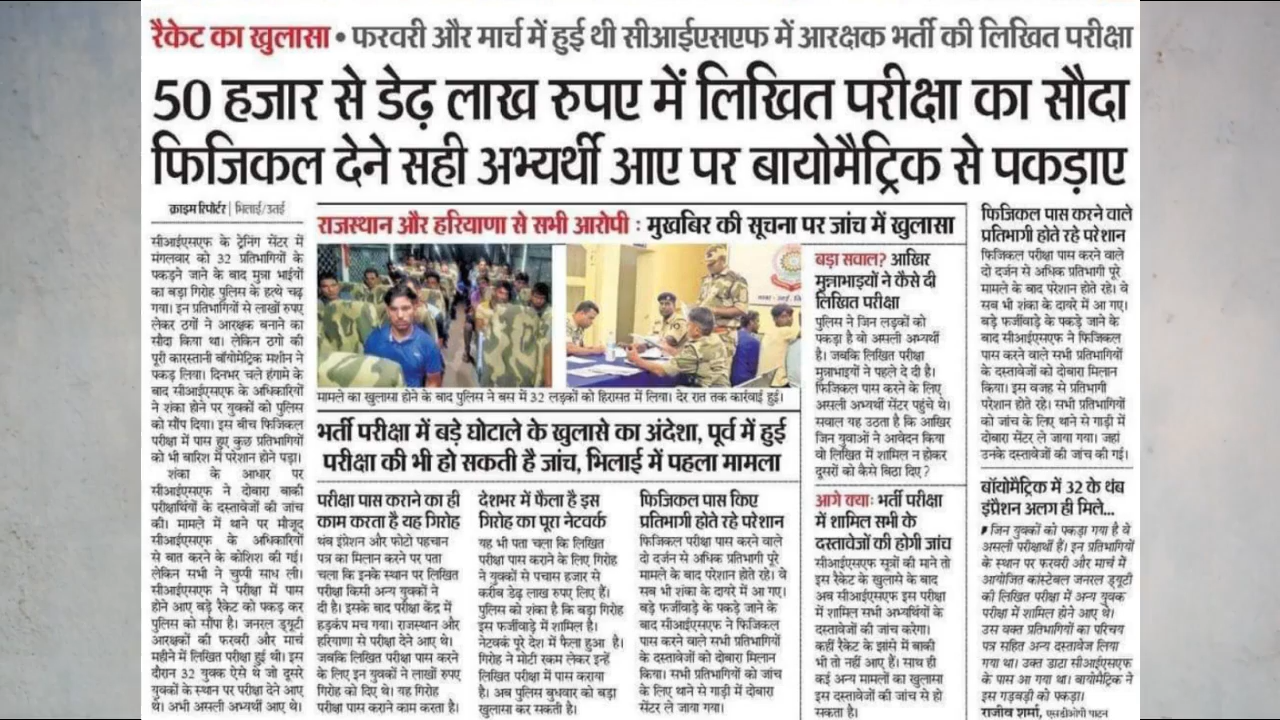 रैकेट का खुलासा • फरवरी और मार्च में हुई थी सीआईएसएफ में आरक्षक भर्ती की लिखित परीक्षा
50 हजार से डेढ़ लाख रुपए में लिखित परीक्षा का सौदा
फिजिकल देने सही अभ्यर्थी आए पर बायोमैट्रिक से पकड़ाए
क्राइम रिपोर्टर | भिलाई/उतई
सीआईएसएफ के ट्रेनिंग सेंटर में
मंगलवार को 32 प्रतिभागियों के
पकड़ने जाने के बाद मुन्ना भाईयों
का बड़ा गिरोह पुलिस के हत्थे चढ़
गया। इन प्रतिभागियों से लाखों रुपए
लेकर ठगों ने आरक्षक बनाने का
सौदा किया था। लेकिन ठगो की
पूरी कारस्तानी बॉयोमैट्रिक मशीन ने
पकड़ लिया। दिनभर चले हंगामे के
बाद सीआईएसएफ के अधिकारियों
ने शंका होने पर युवकों को पुलिस
को सौप दिया। इस बीच फिजिकल
परीक्षा में पास हुए कुछ प्रतिभागियों
को भी बारिश में परेशान होने पड़ा।
शंका के आधार पर
सीआईएसएफ ने दोबारा बाकी
परीक्षार्थियों के दस्तावेजों की जांच
की। मामले में थाने पर मौजूद
सीआईएसएफ के अधिकारियों
से बात करने के कोशिश की गई।
लेकिन सभी ने चुप्पी साध ली।
सीआईएसएफ ने परीक्षा में पास
होने आए बड़े रैकेट को पकड़ कर
पुलिस को सौंपा है। जनरल ड्यूटी
आरक्षकों की फरवरी और मार्च
महीने में लिखित परीक्षा हुई थी। इस
दौरान 32 युवक ऐसे थे जो दूसरे
युवकों के स्थान पर परीक्षा देने आए
थे। अभी असली अभ्यर्थी आए थे।
राजस्थान और हरियाणा से सभी आरोपी : मुखबिर की सूचना पर जांच में खुलासा
मामले का खुलासा होने के बाद पुलिस ने बस में 32 लड़कों को हिरासत में लिया। देर रात तक कार्रवाई हुई।
भर्ती परीक्षा में बड़े घोटाले के खुलासे का अंदेशा, पूर्व में हुई
परीक्षा की भी हो सकती है जांच, भिलाई में पहला मामला
परीक्षा पास कराने का ही
काम करता है यह गिरोह
थंब इंप्रेशन और फोटो पहचान
पत्र का मिलान करने पर पता
चला कि इनके स्थान पर लिखित
परीक्षा किसी अन्य युवकों ने
दी है। इसके बाद परीक्षा केंद्र में
हड़कंप मच गया। राजस्थान और
हरियाणा से परीक्षा देने आए थे।
जबकि लिखित परीक्षा पास करने
के लिए इन युवकों ने लाखों रुपए
गिरोह को दिए थे। यह गिरोह
परीक्षा पास कराने काम करता है।
देशभर में फैला है इस
गिरोह का पूरा नेटवर्क
यह भी पता चला कि लिखित
परीक्षा पास कराने के लिए गिरोह
ने युवकों से पचास हजार से
करीब डेढ़ लाख रुपए लिए हैं।
पुलिस को शंका है कि बड़ा गिरोह
इस फर्जीवाड़े में शामिल है।
नेटवर्क पूरे देश में फैला हुआ है।
गिरोह ने मोटी रकम लेकर इन्हें
लिखित परीक्षा में पास कराया
है। अब पुलिस बुधवार को बड़ा
खुलासा कर सकती है।
फिजिकल पास किए
प्रतिभागी होते रहे परेशान
फिजिकल परीक्षा पास करने वाले
दो दर्जन से अधिक प्रतिभागी पूरे
मामले के बाद परेशान होते रहे। वे
सब भी शंका के दायरे में आ गए।
बड़े फर्जीवाड़े के पकड़े जाने के
बाद सीआईएसएफ ने फिजिकल
पास करने वाले सभी प्रतिभागियों
के दस्तावेजों को दोबारा मिलान
किया। सभी प्रतिभागियों को जांच
के लिए थाने से गाड़ी में दोबारा
सेंटर ले जाया गया।
बड़ा सवाल? आखिर
मुन्नाभाइयों ने कैसे दी
लिखित परीक्षा
पुलिस ने जिन लड़कों को
पकड़ा है वो असली अभ्यर्थी
है। जबकि लिखित परीक्षा
मुन्नाभाइयों ने पहले दे दी है।
फिजिकल पास करने के लिए
असली अभ्यर्थी सेंटर पहुंचे थे।
सवाल यह उठता है कि आखिर
जिन युवाओं ने आवेदन किया
वो लिखित में शामिल न होकर
दूसरों को कैसे बिठा दिए?
आगे क्या: भर्ती परीक्षा
में शामिल सभी के
दस्तावेजों की होगी जांच
सीआईएसएफ सूत्रों की माने तो
इस रैकेट के खुलासे के बाद
अब सीआईएसएफ इस परीक्षा
में शामिल सभी अभ्यर्थियों के
दस्तावेजों की जांच करेगा।
कहीं रैकेट के झांसे में बाकी
भी तो नहीं आए हैं। साथ ही
कई अन्य मामलों का खुलासा
इस दस्तावेजों की जांच से हो
सकता है।
फिजिकल पास करने वाले
प्रतिभागी होते रहे परेशान
फिजिकल परीक्षा पास करने वाले
दो दर्जन से अधिक प्रतिभागी पूरे
मामले के बाद परेशान होते रहे। वे
सब भी शंका के दायरे में आ गए।
बड़े फर्जीवाड़े के पकड़े जाने के
बाद सीआईएसएफ ने फिजिकल
पास करने वाले सभी प्रतिभागियों
के दस्तावेजों को दोबारा मिलान
किया। इस वजह से प्रतिभागी
परेशान होते रहे। सभी प्रतिभागियों
को जांच के लिए थाने से गाड़ी में
दोबारा सेंटर ले जाया गया। जहां
उनके दस्तावेजों की जांच की गई।
बॉयोमैट्रिक में 32 के थंब
इंप्रेशन अलग ही मिले...
जिन युवकों को पकड़ा गया है वे
असली परीक्षार्थी हैं। इन प्रतिभागियों
के स्थान पर फरवरी और मार्च में
आयोजित कांस्टेबल जनरल ड्यूटी
की लिखित परीक्षा में अन्य युवक
परीक्षा में शामिल होने आए थे।
उस वक्त प्रतिभागियों का परिचय
पत्र सहित अन्य दस्तावेज लिया
गया था। उक्त डाटा सीआईएसएफ
के पास आ गया था। बायोमैट्रिक ने
इस गड़बड़ी को पकड़ा।
राजीव शर्मा, एसडीओपी पाटन